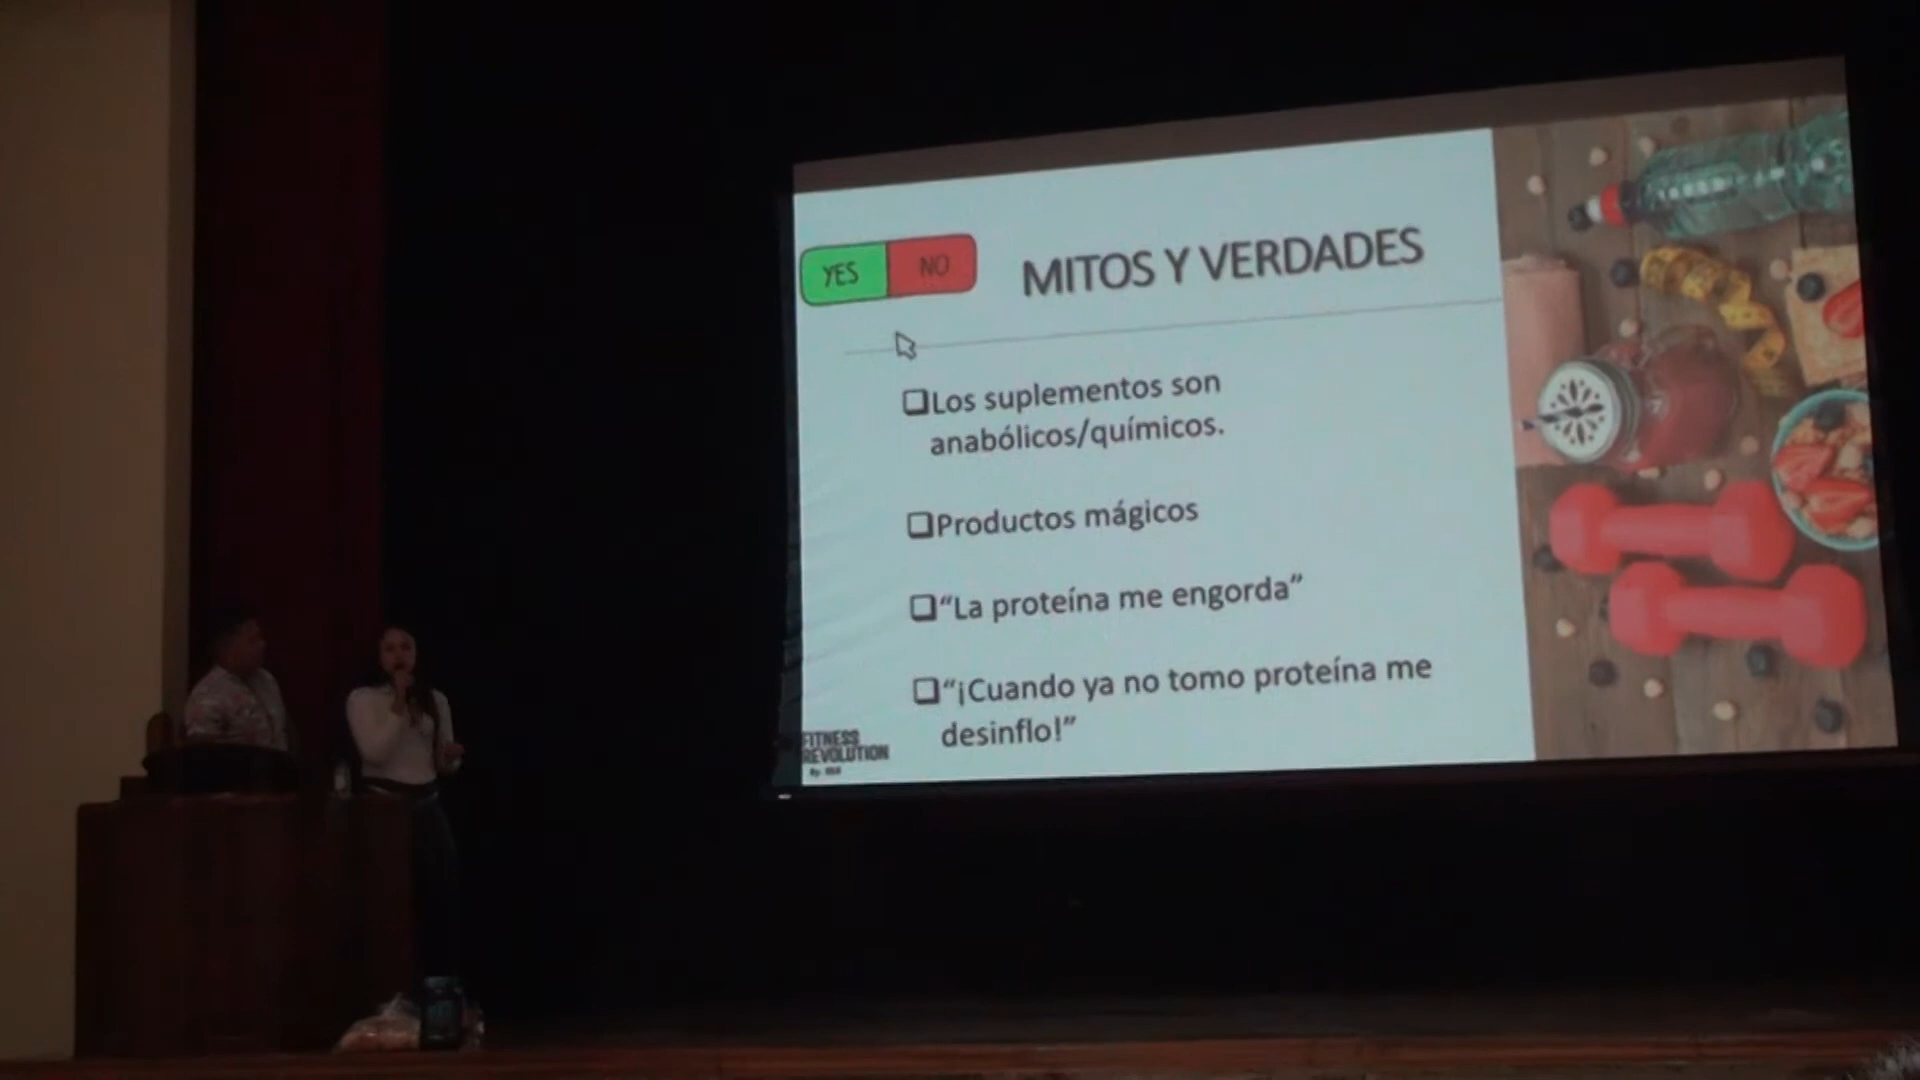 YES NO
MITOS Y VERDADES
Los suplementos son
anabólicos/químicos.
Productos mágicos
“La proteína me engorda”
“¡Cuando ya no tomo proteína me
desinflo!”
FITNESS
REVOLUTION
By: